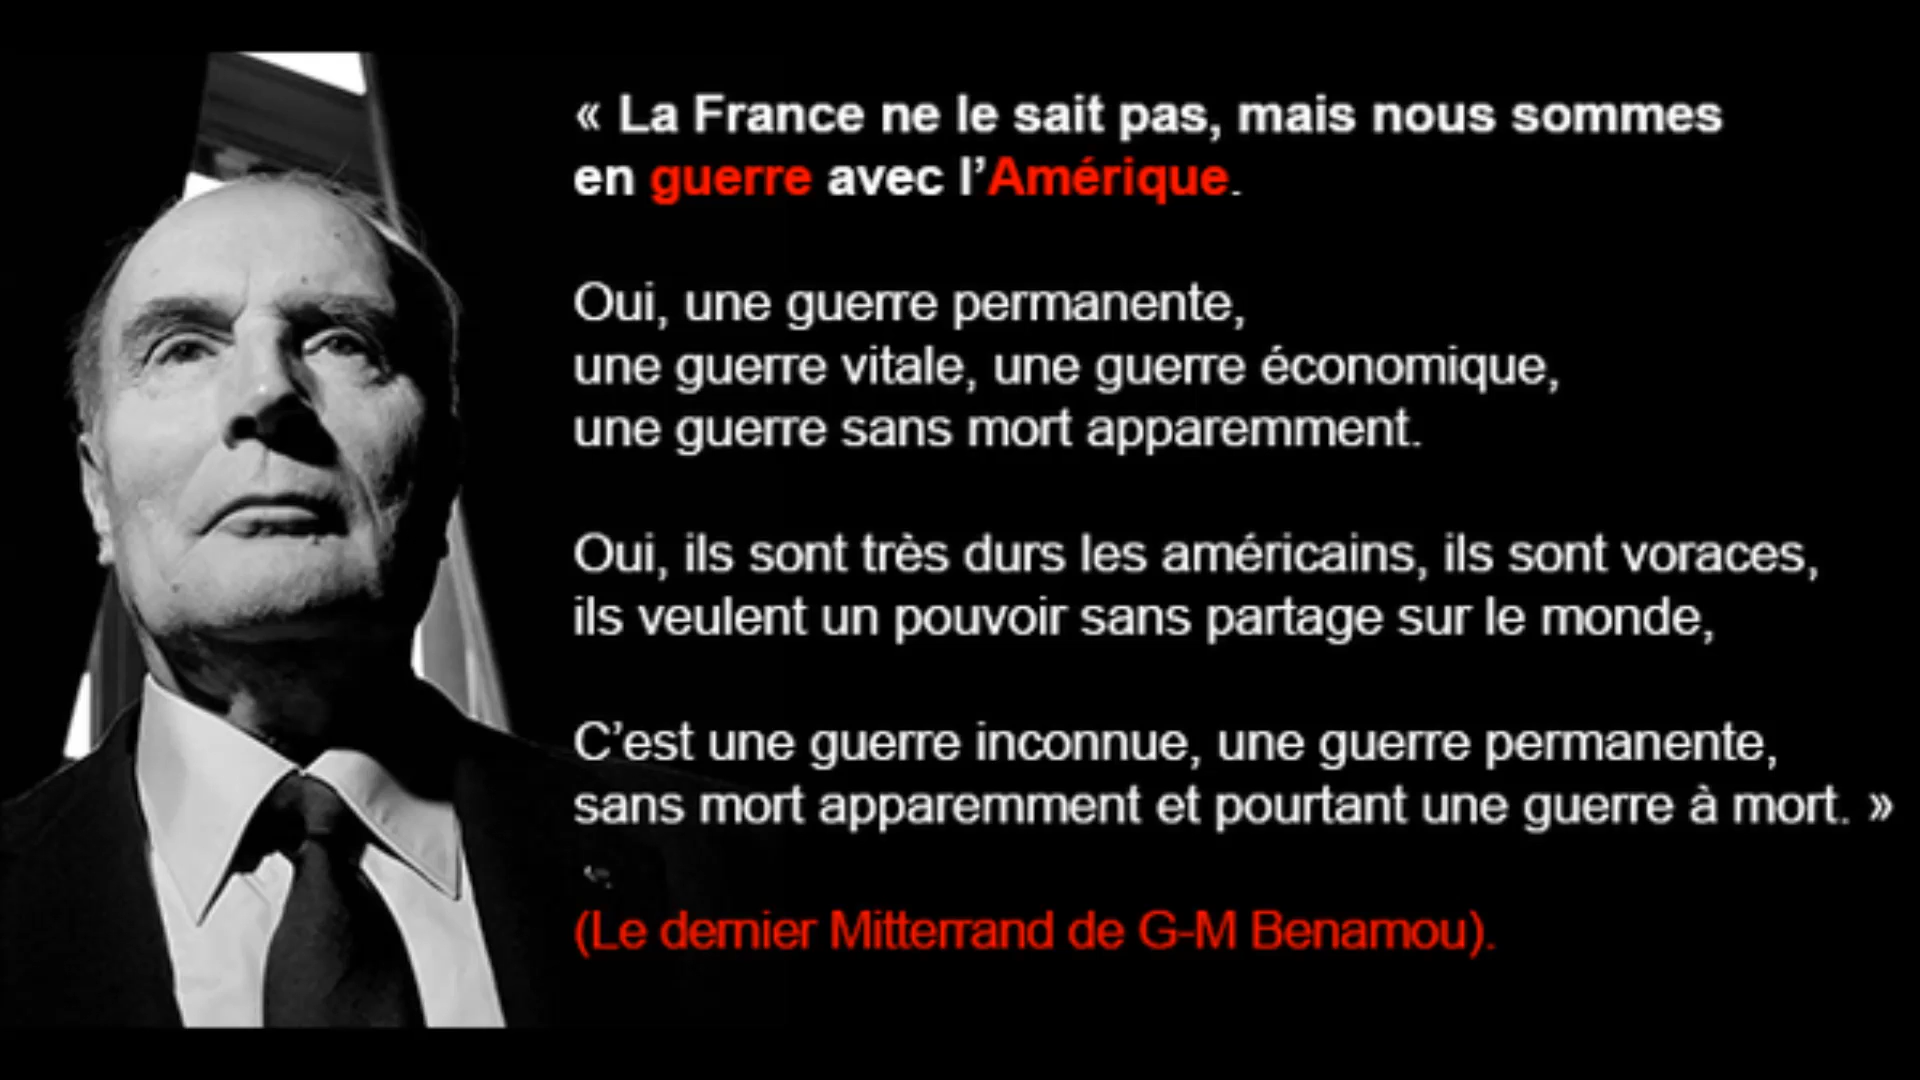 « La France ne le sait pas, mais nous sommes
en guerre avec l’Amérique.
Oui, une guerre permanente,
une guerre vitale, une guerre économique,
une guerre sans mort apparemment.
Oui, ils sont très durs les américains, ils sont voraces,
ils veulent un pouvoir sans partage sur le monde,
C’est une guerre inconnue, une guerre permanente,
sans mort apparemment et pourtant une guerre à mort. »
(Le dernier Mitterrand de G-M Benamou).